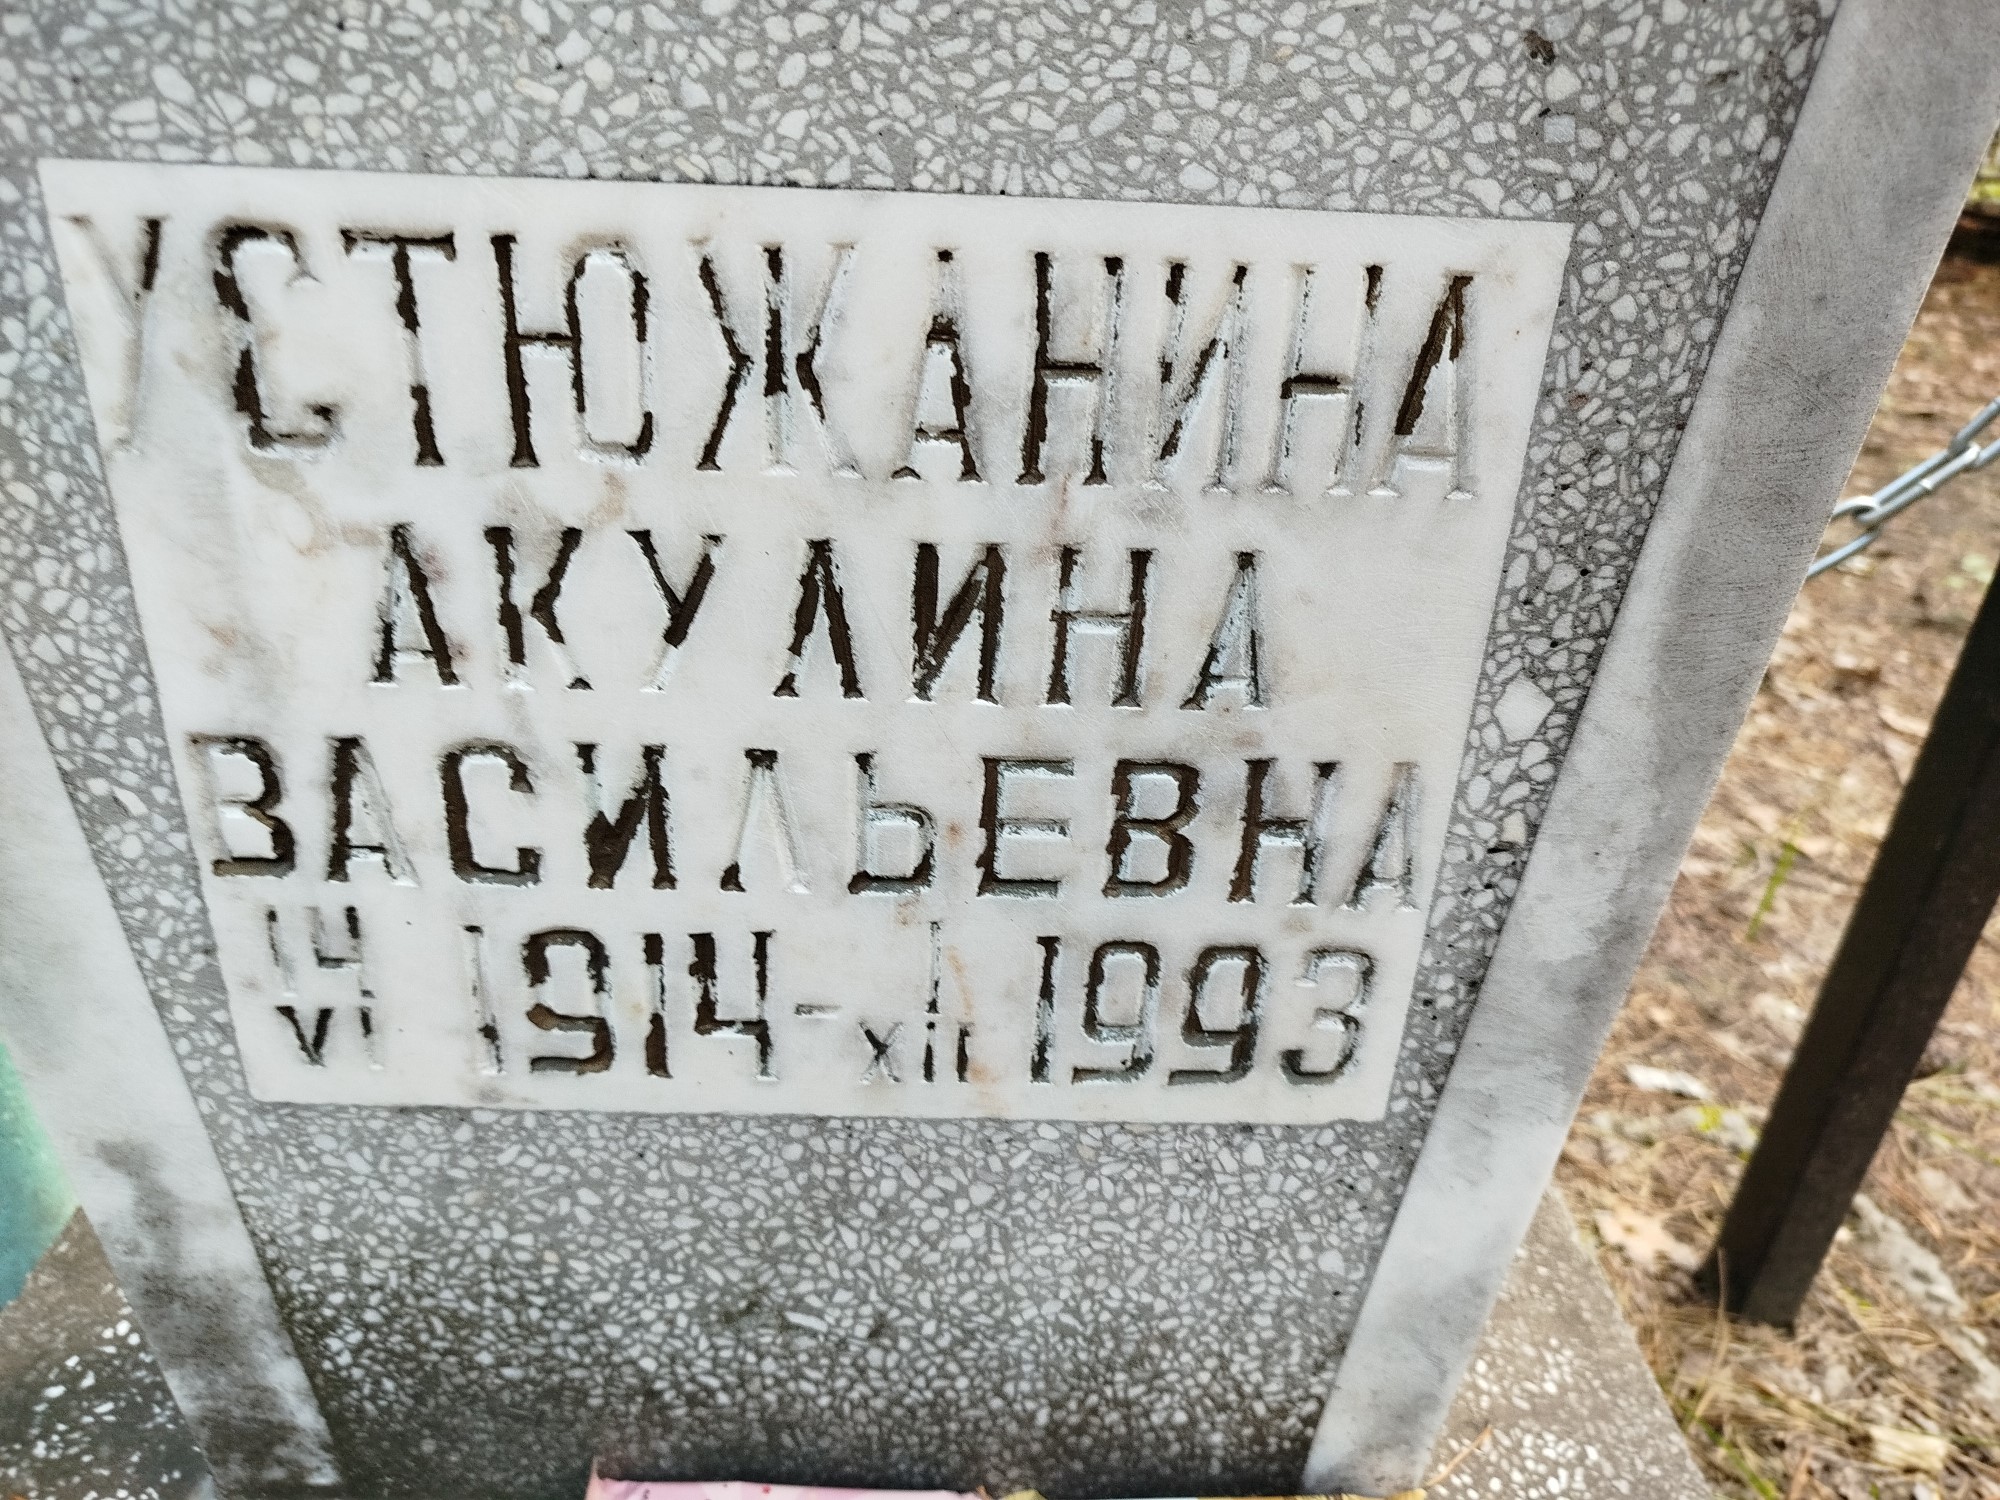 УСТЮЖАНИНА
АКУЛИНА
ВАСИЛЬЕВНА
14/VI 1914 - 1/XII 1993